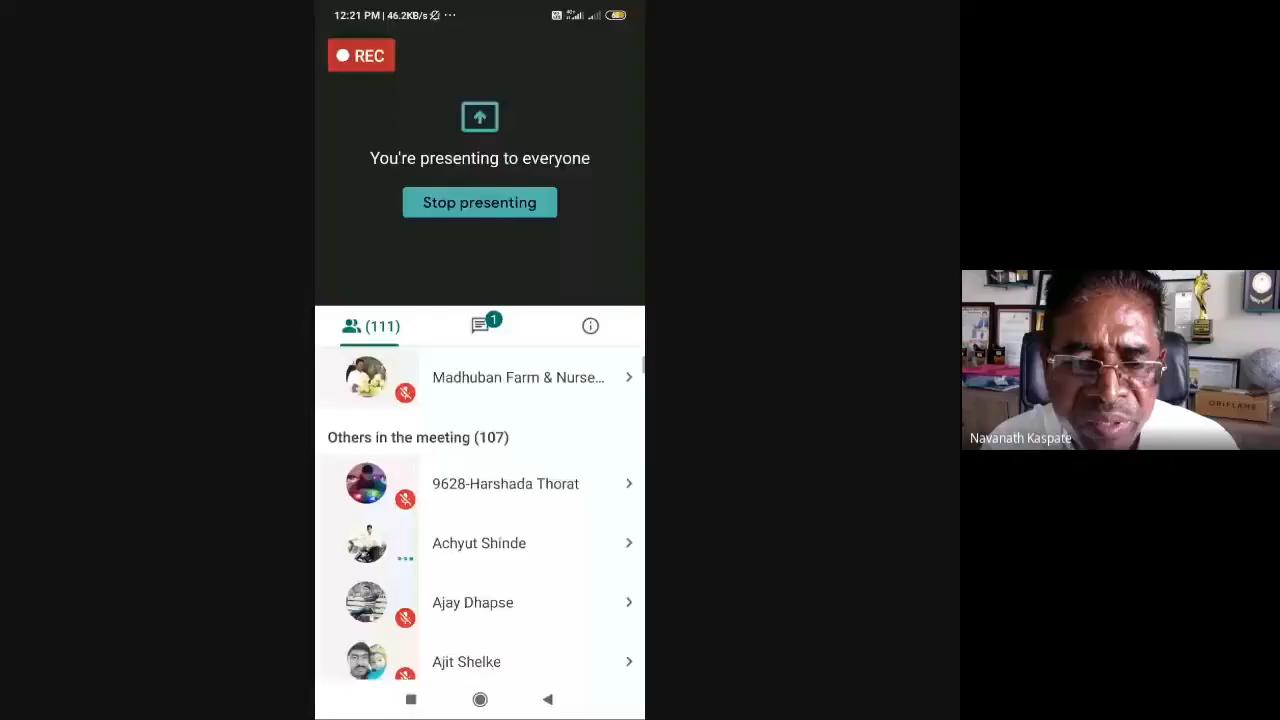 12:21 PM | 46.2KB/s
REC
You're presenting to everyone
Stop presenting
(111)
1
Madhuban Farm & Nurse...
Others in the meeting (107)
9628-Harshada Thorat
Achyut Shinde
Ajay Dhapse
Ajit Shelke
ORIFLAME
Navanath Kaspate